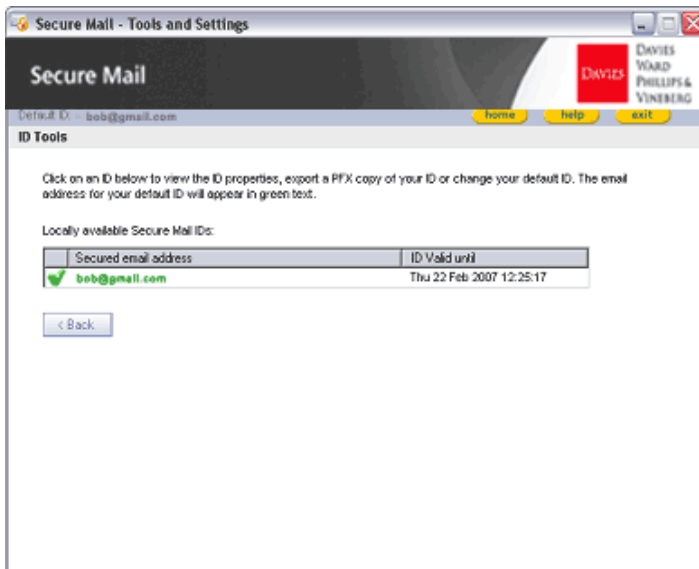 Secure Mail - Tools and Settings
Secure Mail
DAVIES
DAVIES
WARD
PHILLIPS &
VINEBERG
Default ID: bob@gmail.com
home
help
exit
ID Tools
Click on an ID below to view the ID properties, export a PFX copy of your ID or change your default ID. The email
address for your default ID will appear in green text.
Locally available Secure Mail IDs:
Secured email address
ID Valid until
bob@gmail.com
Thu 22 Feb 2007 12:25:17
< Back